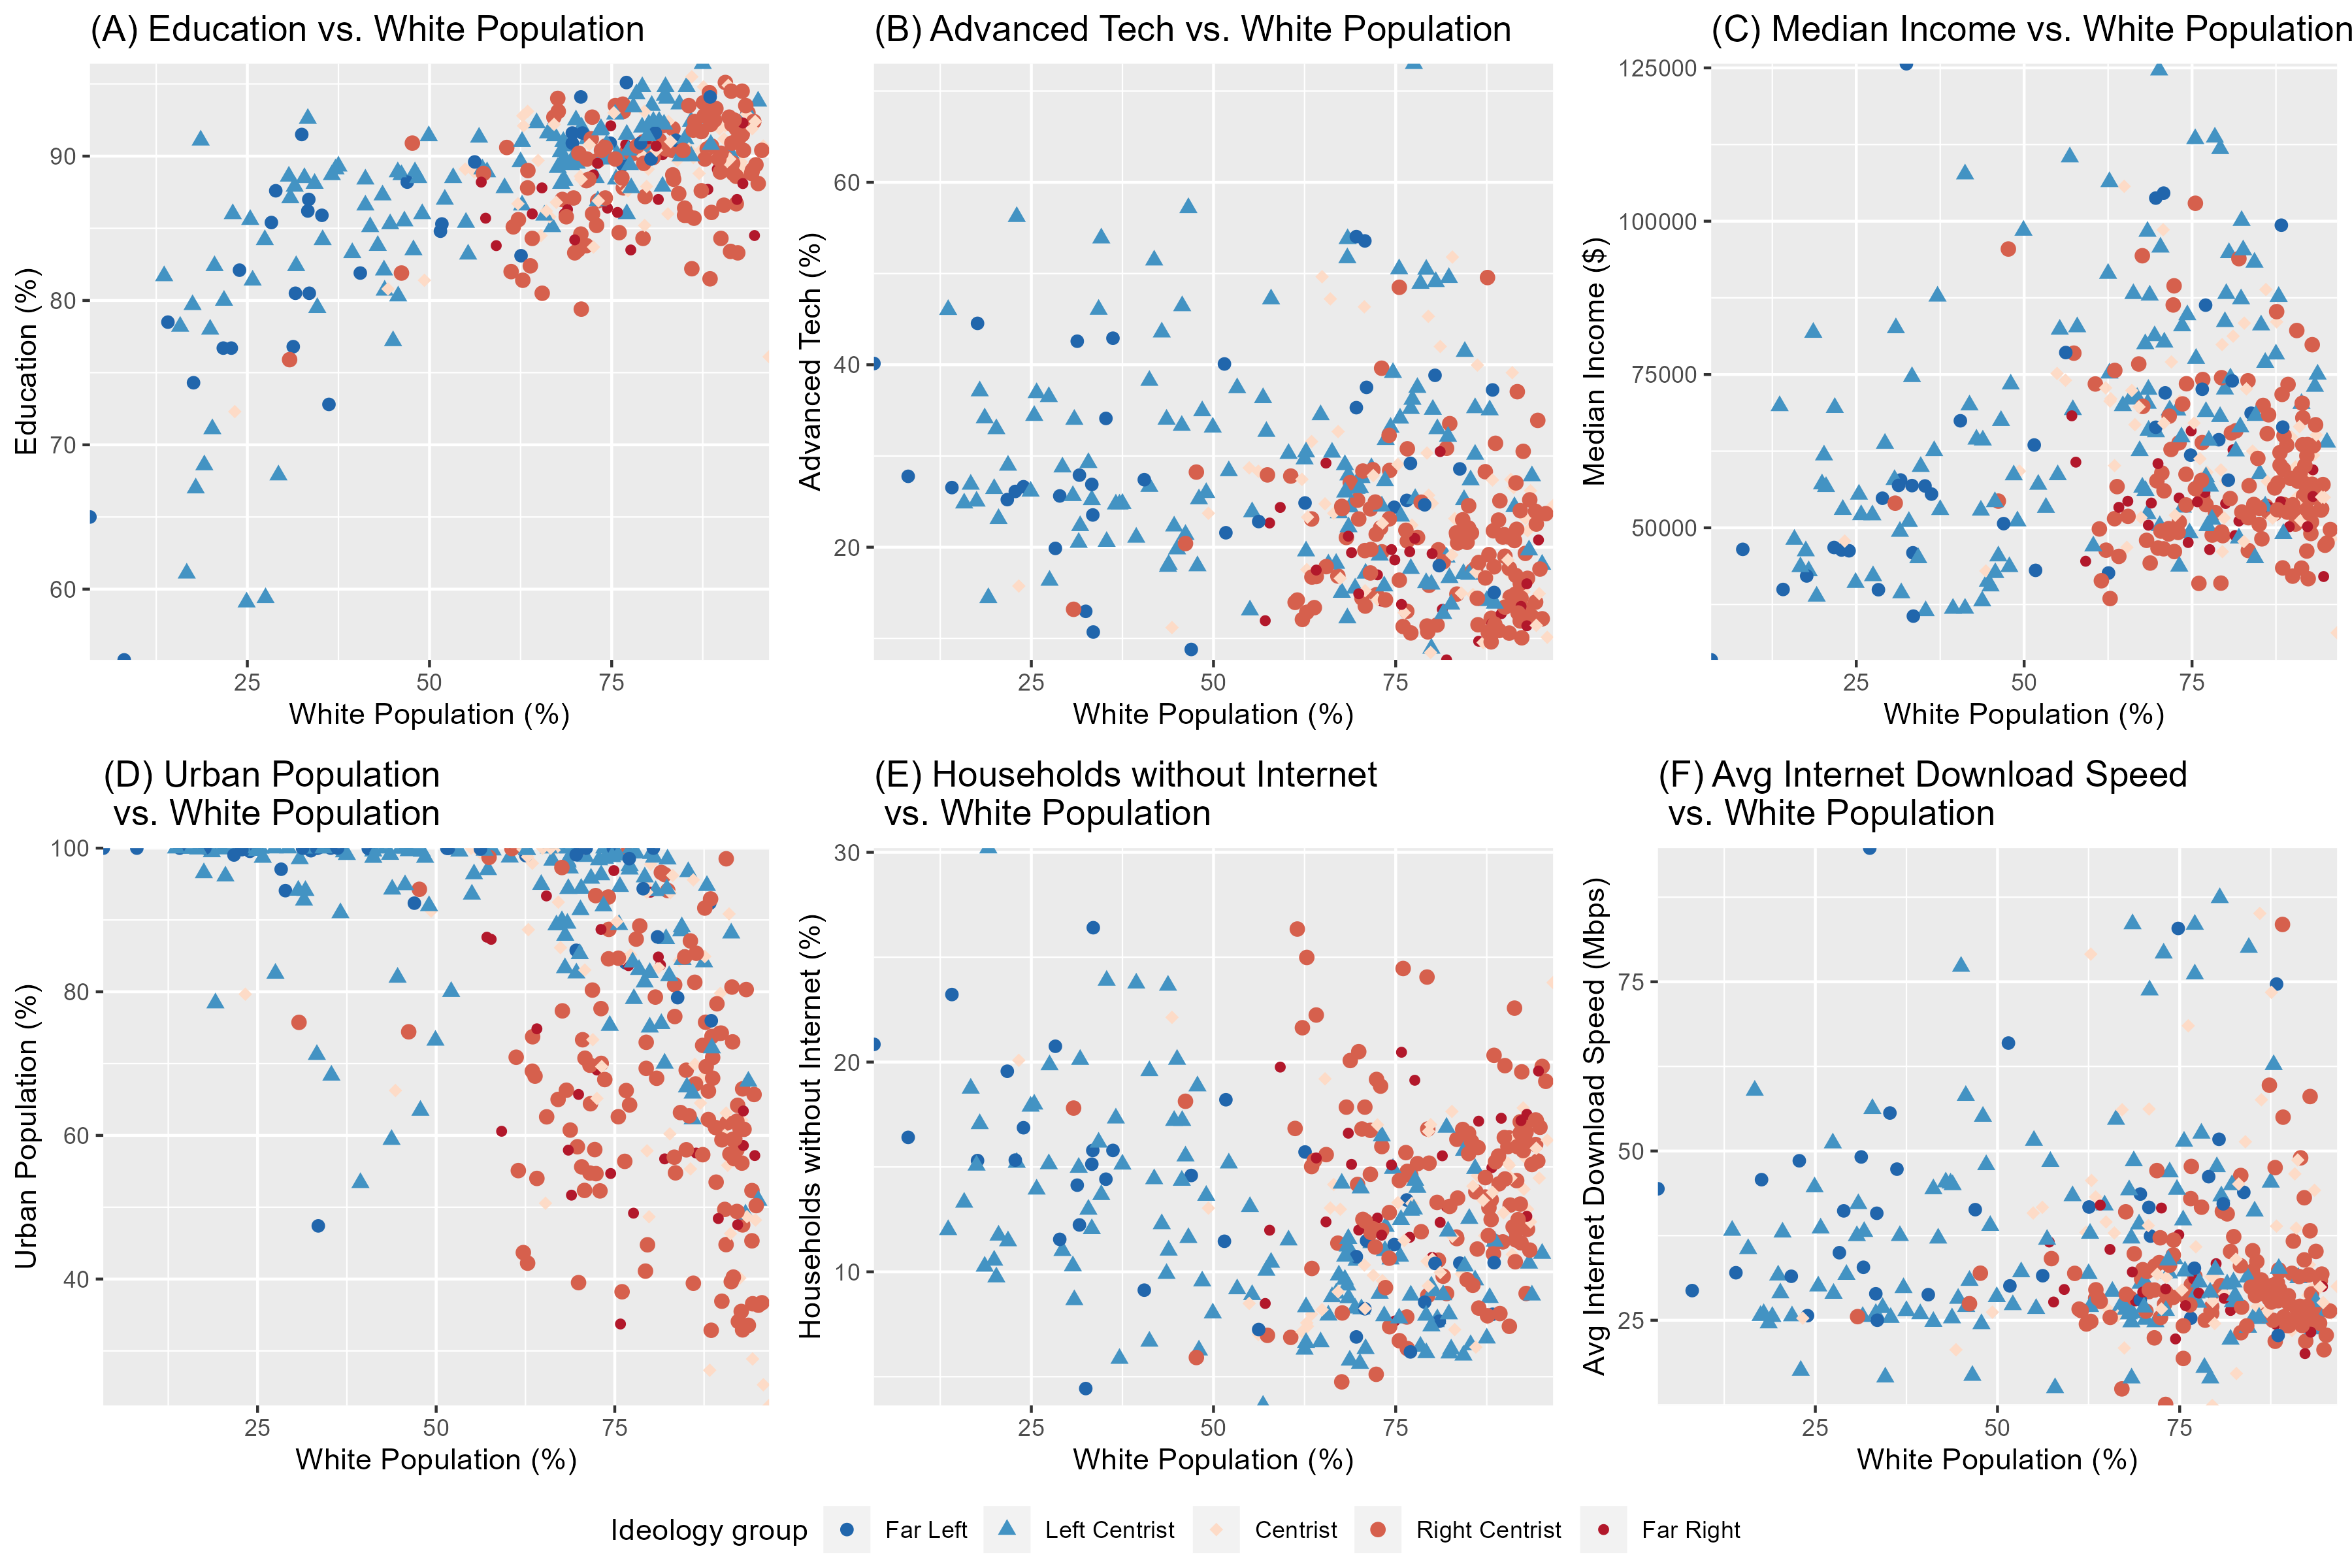 (A) Education vs. White Population
90
80
70
60
25
50
75
Education (%)
White Population (%)
(B) Advanced Tech vs. White Population
60
40
20
25
50
75
Advanced Tech (%)
White Population (%)
(C) Median Income vs. White Population
125000
100000
75000
50000
25
50
75
Median Income ($)
White Population (%)
(D) Urban Population
vs. White Population
100
80
60
40
25
50
75
Urban Population (%)
White Population (%)
(E) Households without Internet
vs. White Population
30
20
10
25
50
75
Households without Internet (%)
White Population (%)
(F) Avg Internet Download Speed
vs. White Population
75
50
25
25
50
75
Avg Internet Download Speed (Mbps)
White Population (%)
Ideology group
Far Left
Left Centrist
Centrist
Right Centrist
Far Right